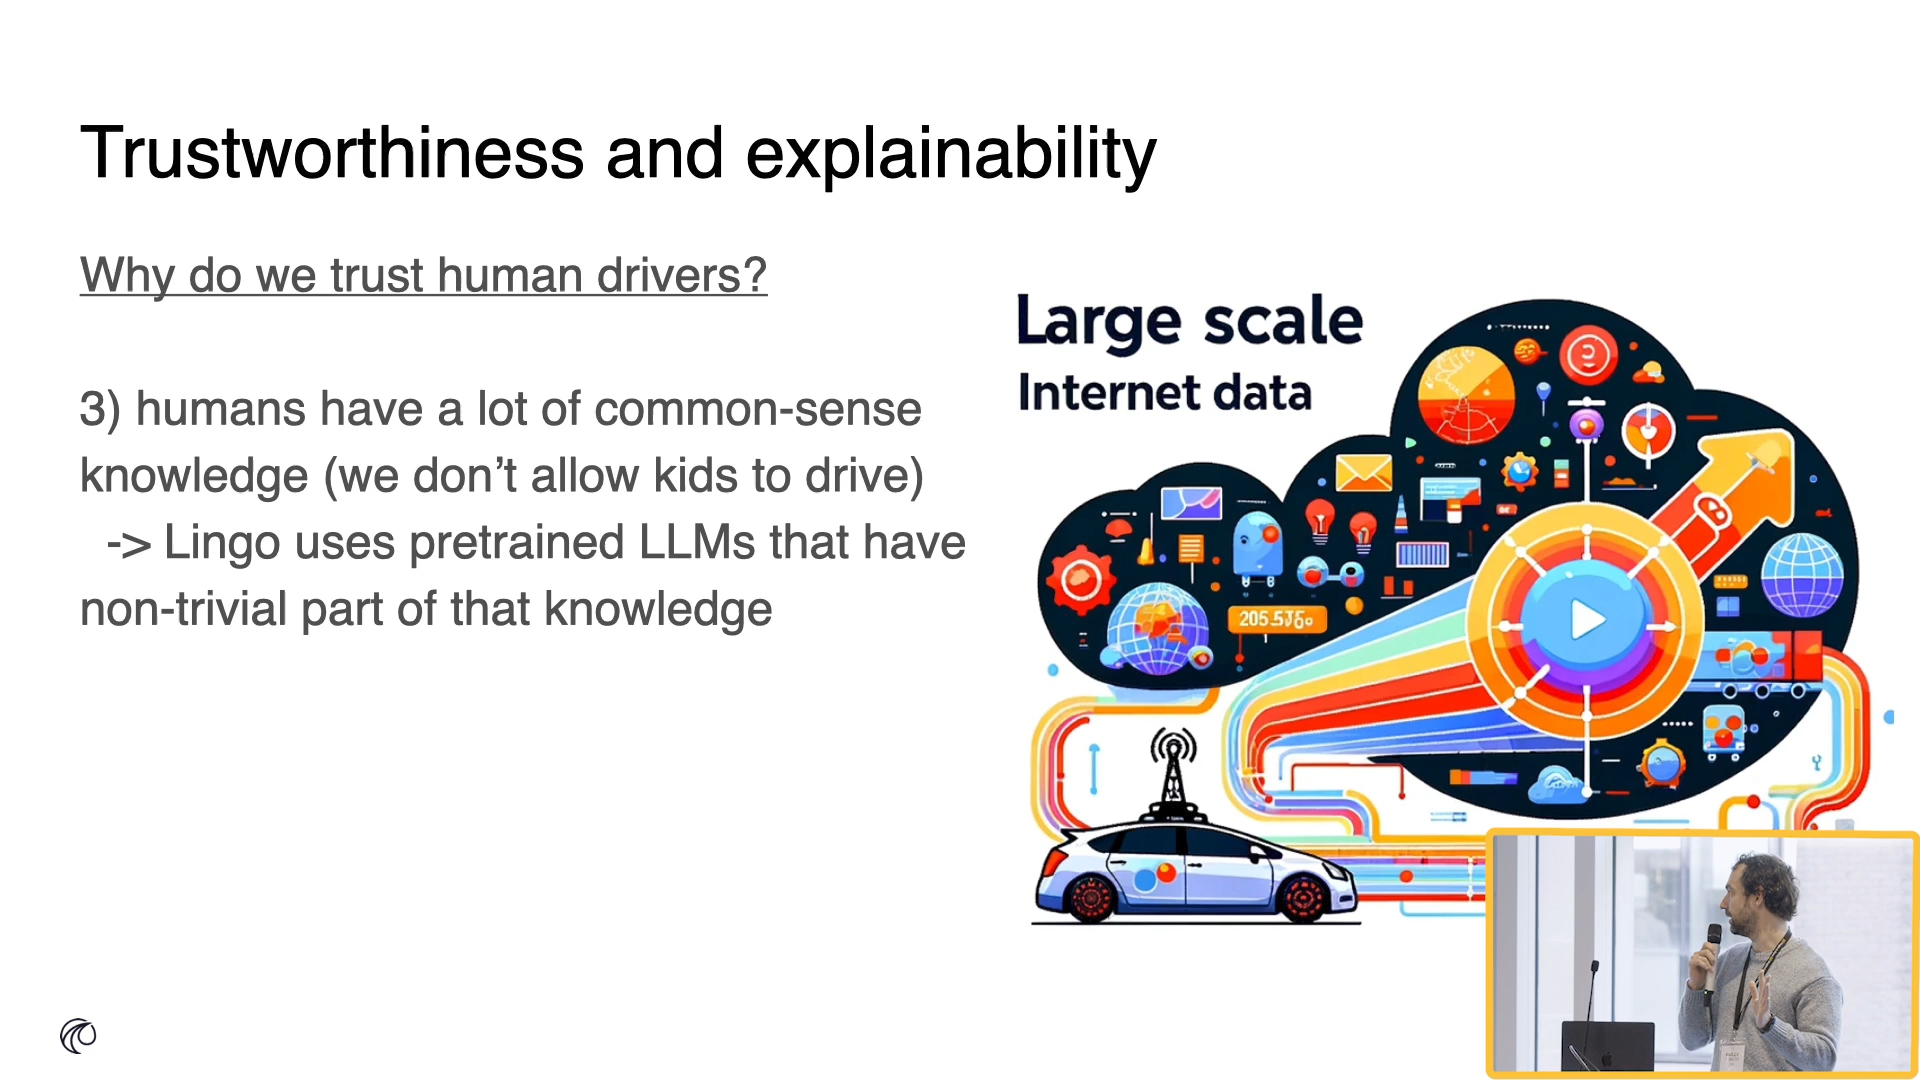 Trustworthiness and explainability
Why do we trust human drivers?
3) humans have a lot of common-sense
knowledge (we don’t allow kids to drive)
-> Lingo uses pretrained LLMs that have
non-trivial part of that knowledge
Large scale
Internet data